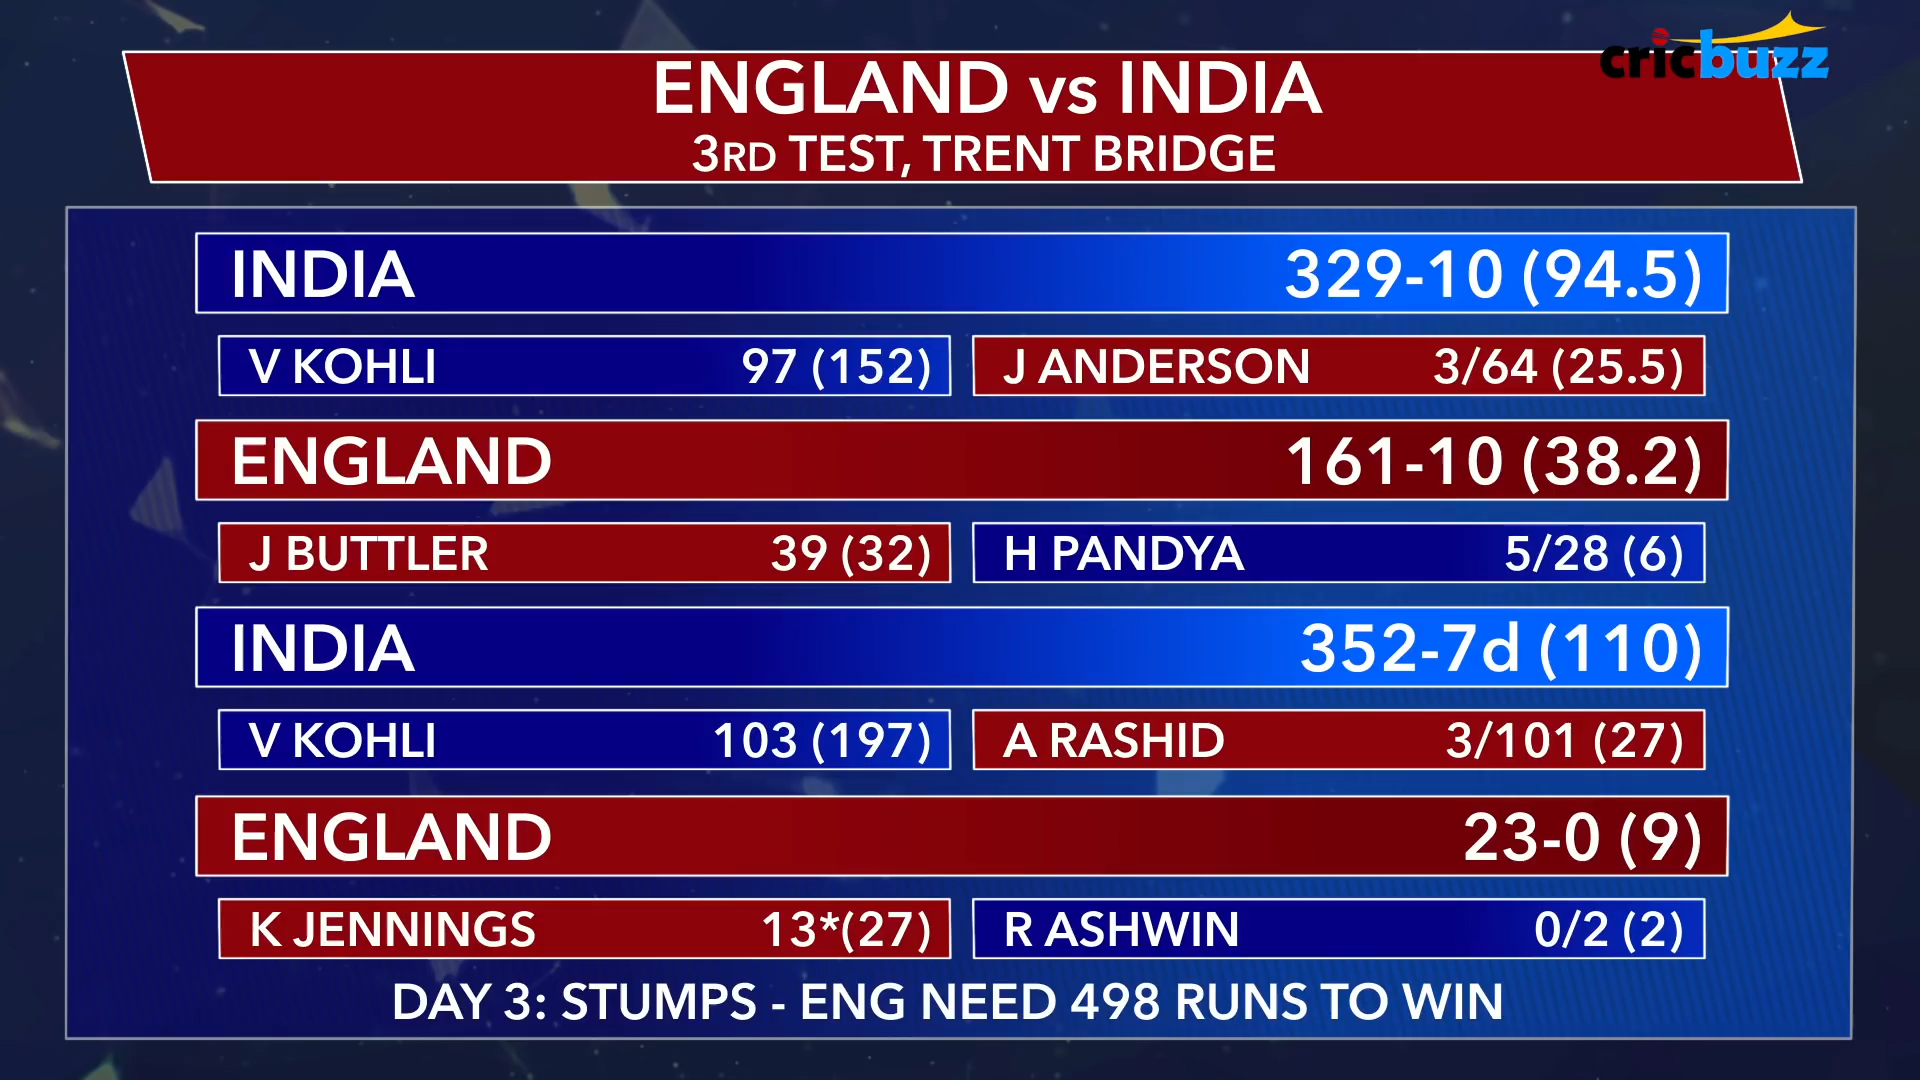 cricbuzz
ENGLAND vs INDIA
3RD TEST, TRENT BRIDGE
INDIA 329-10 (94.5)
V KOHLI 97 (152) J ANDERSON 3/64 (25.5)
ENGLAND 161-10 (38.2)
J BUTTLER 39 (32) H PANDYA 5/28 (6)
INDIA 352-7d (110)
V KOHLI 103 (197) A RASHID 3/101 (27)
ENGLAND 23-0 (9)
K JENNINGS 13*(27) R ASHWIN 0/2 (2)
DAY 3: STUMPS - ENG NEED 498 RUNS TO WIN